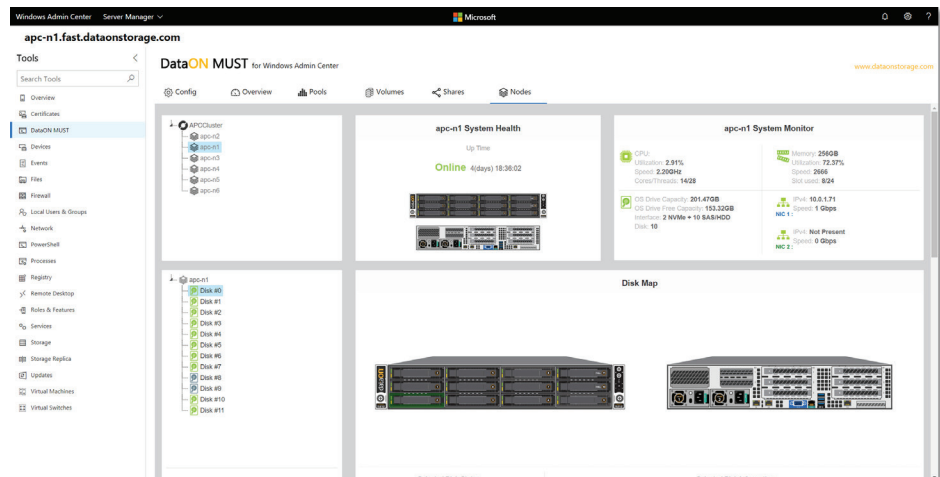 Windows Admin Center Server Manager
Microsoft
?
apc-n1.fast.dataonstorage.com
Tools
Search Tools
Overview
Certificates
DataON MUST
Devices
Events
Files
Firewall
Local Users & Groups
Network
PowerShell
Processes
Registry
Remote Desktop
Roles & Features
Services
Storage
Storage Replica
Updates
Virtual Machines
Virtual Switches
DataON MUST for Windows Admin Center
www.dataonstorage.com
Config Overview Pools Volumes Shares Nodes
APCCluster
apc-n2
apc-n1
apc-n3
apc-n4
apc-n5
apc-n6
apc-n1 System Health
Up Time
Online 4(days) 18:36:02
apc-n1 System Monitor
CPU:
Utilization: 2.91%
Speed: 2.20GHz
Cores/Threads: 14/28
Memory: 256GB
Utilization: 72.37%
Speed: 2666
Slot used: 8/24
OS Drive Capacity: 201.47GB
OS Drive Free Capacity: 153.32GB
Interface: 2 NVMe + 10 SAS/HDD
Disk: 10
IPv4: 10.0.1.71
Speed: 1 Gbps
NIC 1 :
IPv4: Not Present
Speed: 0 Gbps
NIC 2 :
apc-n1
Disk #0
Disk #1
Disk #2
Disk #3
Disk #4
Disk #5
Disk #6
Disk #7
Disk #8
Disk #9
Disk #10
Disk #11
Disk Map
dataON